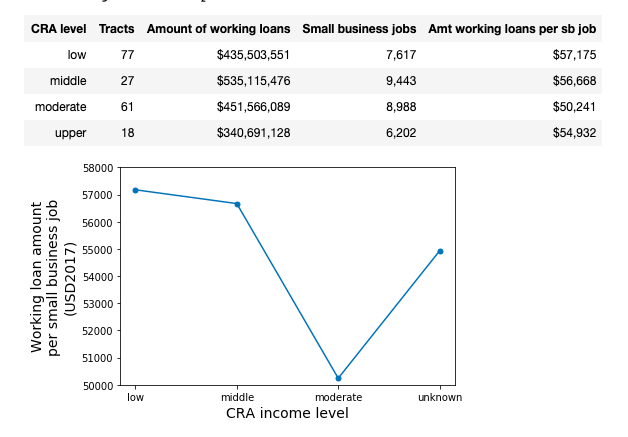 CRA level Tracts Amount of working loans Small business jobs Amt working loans per sb job
low 77 $435,503,551 7,617 $57,175
middle 27 $535,115,476 9,443 $56,668
moderate 61 $451,566,089 8,988 $50,241
upper 18 $340,691,128 6,202 $54,932
58000
57000
56000
55000
54000
53000
52000
51000
50000
Working loan amount
per small business job
(USD2017)
low middle moderate unknown
CRA income level